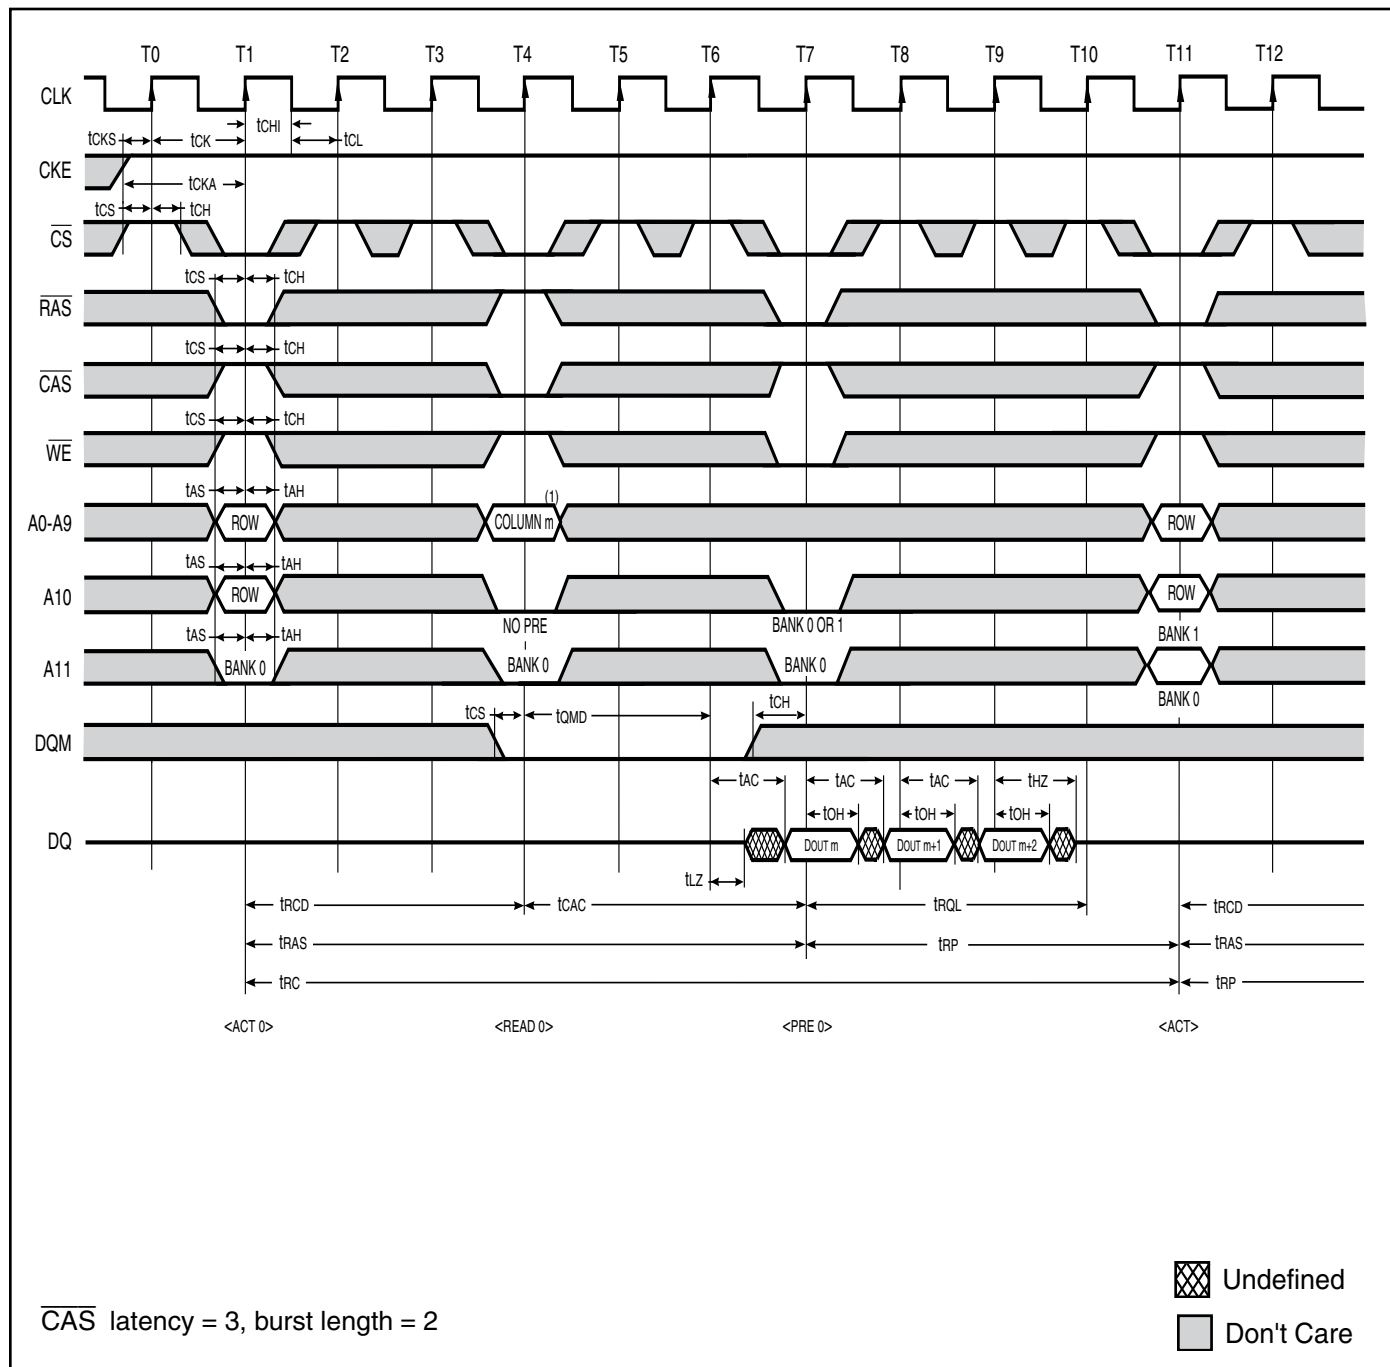 T0 T1 T2 T3 T4 T5 T6 T7 T8 T9 T10 T11 T12
CLK
tCHI
tCKS tCK tCL
CKE
tCKA
tCS tCH
CS
tCS tCH
RAS
tCS tCH
CAS
tCS tCH
WE
tAS tAH (1)
A0-A9 ROW COLUMN m ROW
tAS tAH
A10 ROW ROW
NO PRE BANK 0 OR 1
tAS tAH BANK 1
A11 BANK 0 BANK 0 BANK 0
BANK 0
tCS tQMD tCH
DQM
tAC tAC tAC tHZ
tOH tOH tOH
DQ DOUT m DOUT m+1 DOUT m+2
tLZ
tRCD tCAC tRQL tRCD
tRAS tRP tRAS
tRC tRP
<ACT 0> <READ 0> <PRE 0> <ACT>
Undefined
CAS latency = 3, burst length = 2
Don't Care